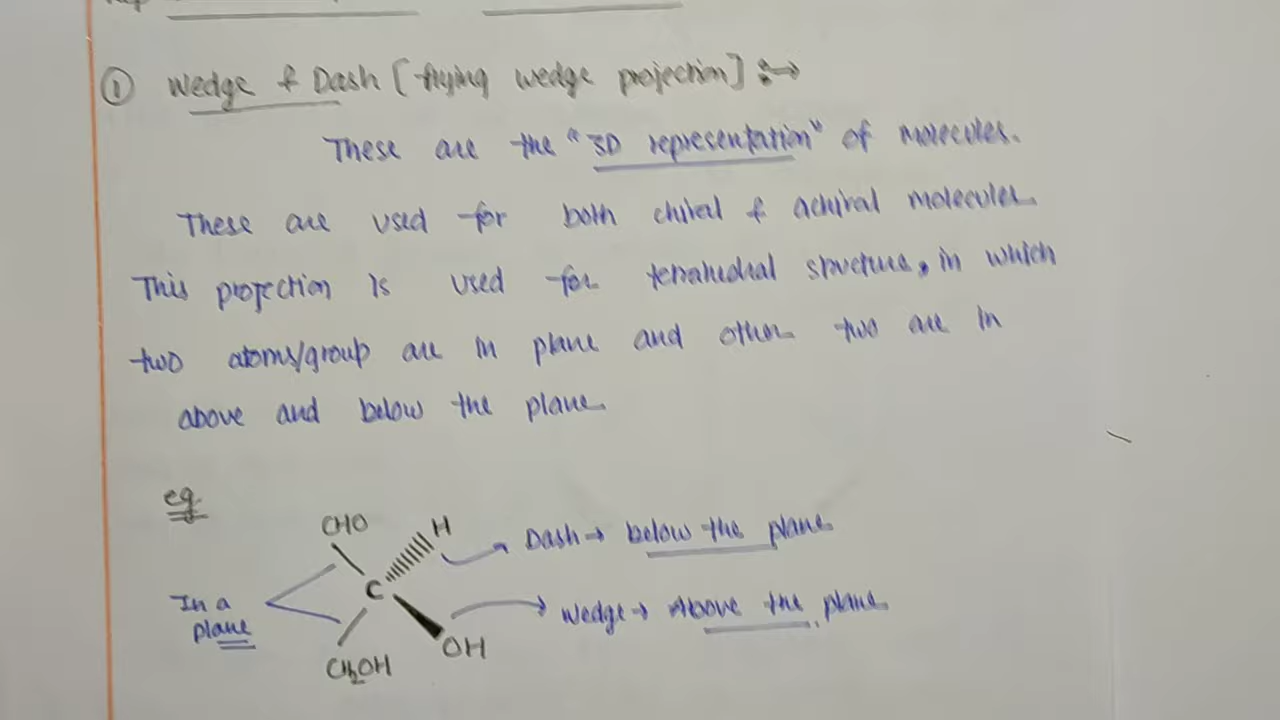 ① Wedge & Dash [flying wedge projection] :→
These are the "3D representation" of molecules.
These are used for both chiral & achiral molecules.
This projection is used for tetrahedral structure, in which
two atoms/group are in plane and other two are in
above and below the plane.
eg
CHO
H
Dash → below the plane
C
In a
plane
Wedge → Above the plane.
OH
CH2OH